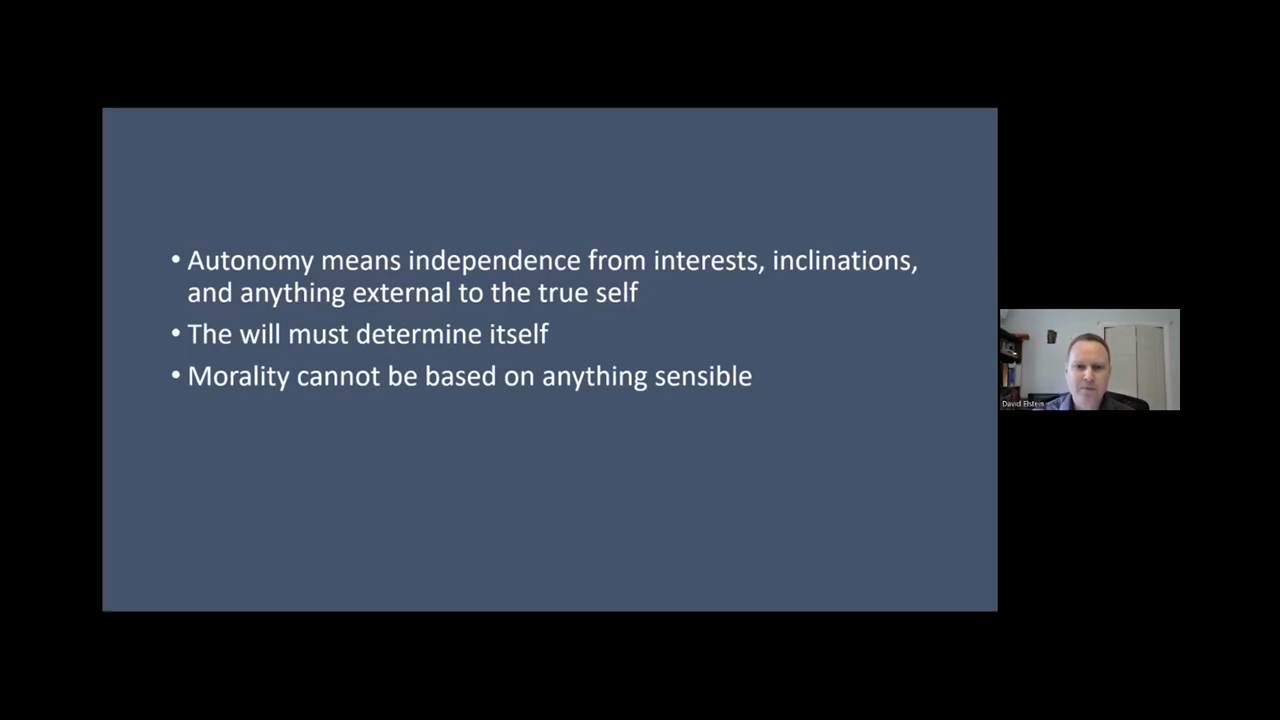 • Autonomy means independence from interests, inclinations,
and anything external to the true self
• The will must determine itself
• Morality cannot be based on anything sensible
David Elstein